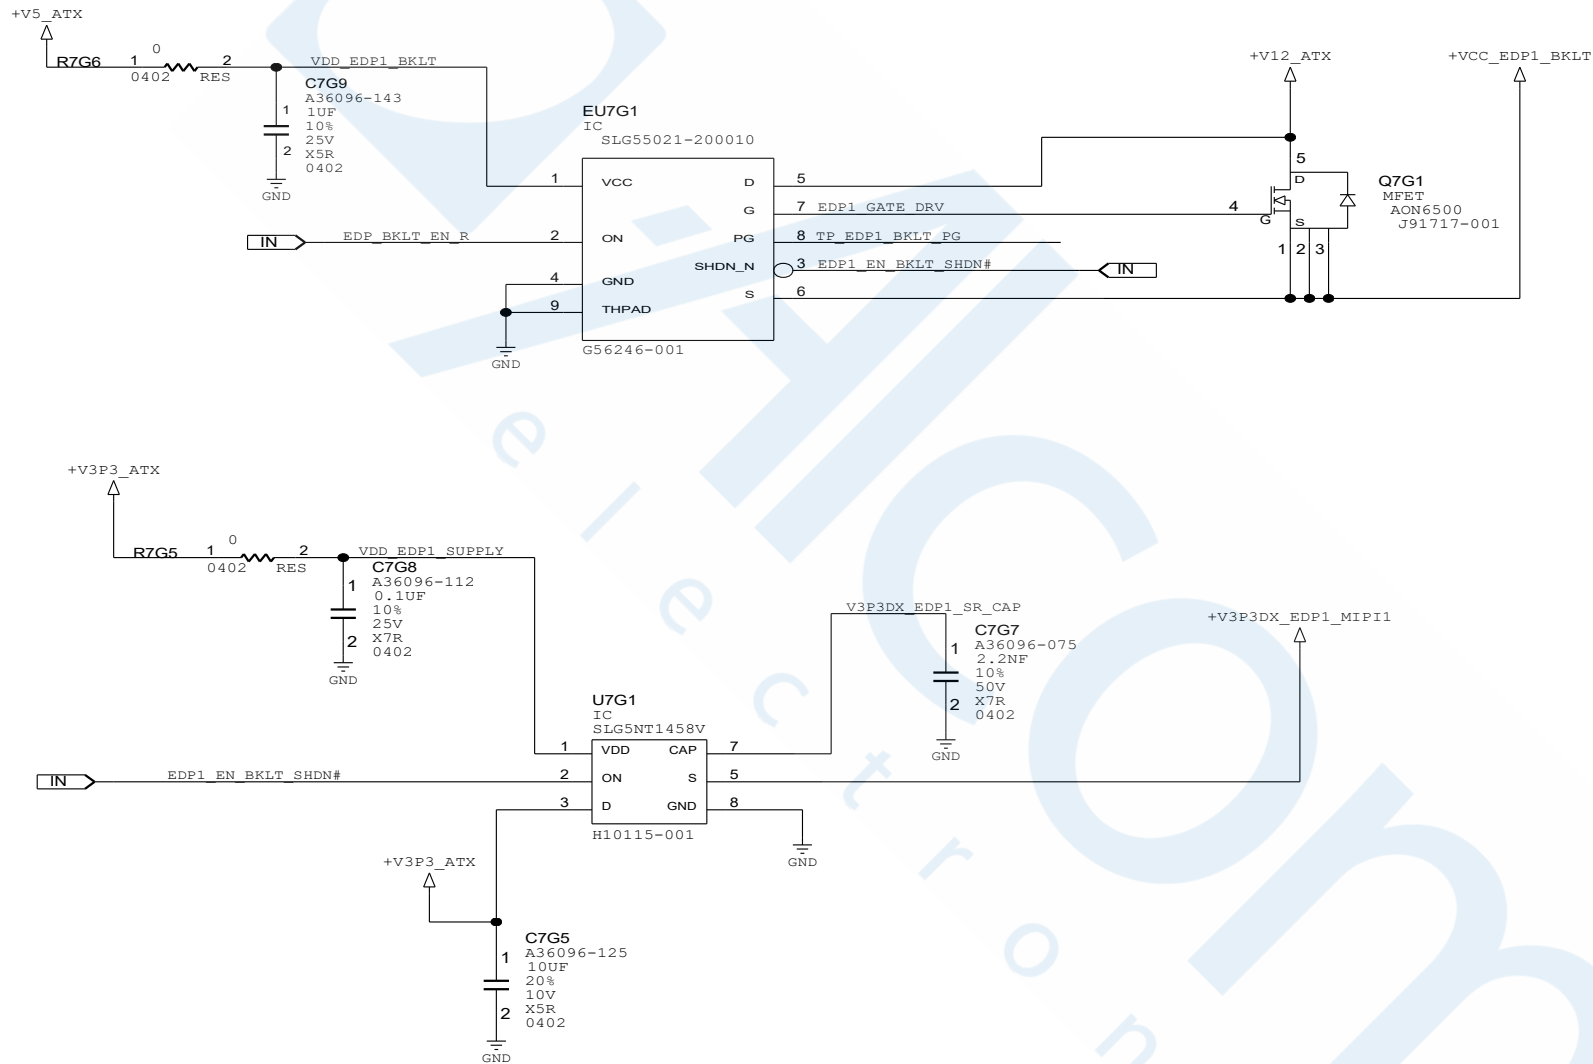 +V5_ATX
R7G6 1 0 2
0402 RES
VDD_EDP1_BKLT
C7G9
A36096-143
1 1UF
10%
25V
2 X5R
0402
GND
EU7G1
IC
SLG55021-200010
1 VCC D 5
G 7 EDP1_GATE_DRV
IN EDP_BKLT_EN_R 2 ON PG 8 TP_EDP1_BKLT_PG
SHDN_N 3 EDP1_EN_BKLT_SHDN# IN
4 GND
S 6
9 THPAD
G56246-001
GND
+V12_ATX
+VCC_EDP1_BKLT
5
D
4 G
S
1 2 3
Q7G1
MFET
AON6500
J91717-001
+V3P3_ATX
R7G5 1 0 2
0402 RES
VDD_EDP1_SUPPLY
C7G8
1 A36096-112
0.1UF
10%
25V
2 X7R
0402
GND
V3P3DX_EDP1_SR_CAP
C7G7
1 A36096-075
2.2NF
10%
50V
2 X7R
0402
GND
+V3P3DX_EDP1_MIPI1
U7G1
IC
SLG5NT1458V
1 VDD CAP 7
IN EDP1_EN_BKLT_SHDN# 2 ON S 5
3 D GND 8
H10115-001
GND
+V3P3_ATX
C7G5
1 A36096-125
10UF
20%
10V
2 X5R
0402
GND